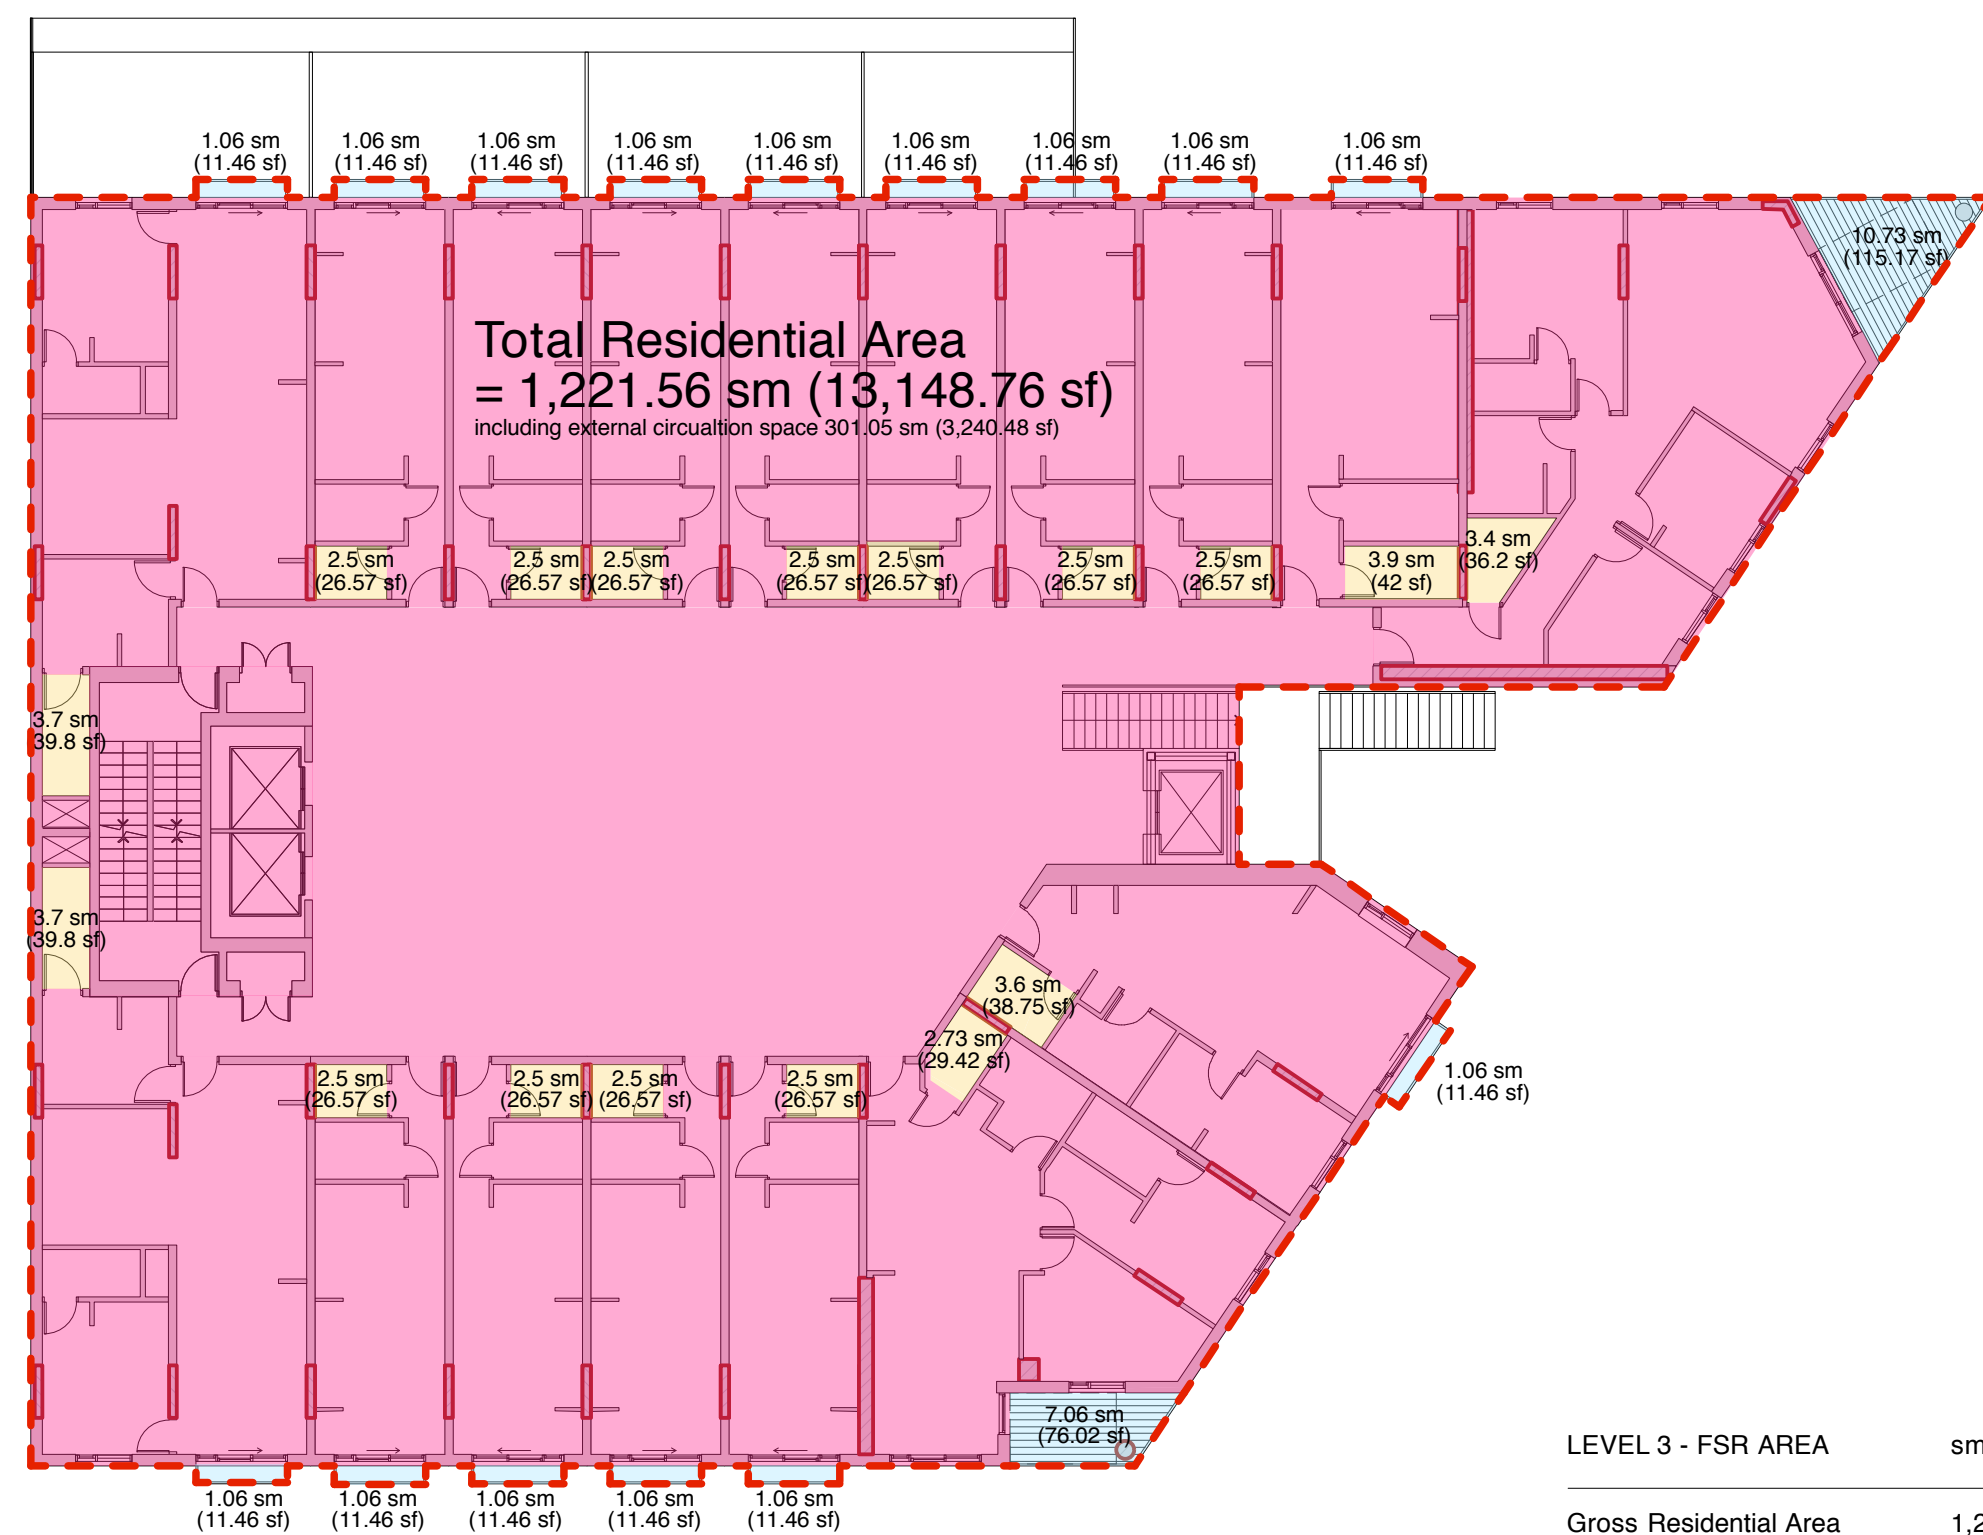 1.06 sm 1.06 sm 1.06 sm 1.06 sm 1.06 sm 1.06 sm 1.06 sm 1.06 sm 1.06 sm
(11.46 sf) (11.46 sf) (11.46 sf) (11.46 sf) (11.46 sf) (11.46 sf) (11.46 sf) (11.46 sf) (11.46 sf)
10.73 sm
(115.17 sf)
Total Residential Area
= 1,221.56 sm (13,148.76 sf)
including external circualtion space 301.05 sm (3,240.48 sf)
2.5 sm 2.5 sm 2.5 sm 2.5 sm 2.5 sm 2.5 sm 2.5 sm 3.9 sm 3.4 sm
(26.57 sf) (26.57 sf) (26.57 sf) (26.57 sf) (26.57 sf) (26.57 sf) (26.57 sf) (42 sf) (36.2 sf)
3.7 sm
39.8 sf)
3.7 sm
(39.8 sf)
3.6 sm
(38.75 sf)
2.73 sm
(29.42 sf)
1.06 sm
(11.46 sf)
2.5 sm 2.5 sm 2.5 sm 2.5 sm
(26.57 sf) (26.57 sf) (26.57 sf) (26.57 sf)
7.06 sm
(76.02 sf)
LEVEL 3 - FSR AREA sm
1.06 sm 1.06 sm 1.06 sm 1.06 sm 1.06 sm
(11.46 sf) (11.46 sf) (11.46 sf) (11.46 sf) (11.46 sf)
Gross Residential Area 1,2